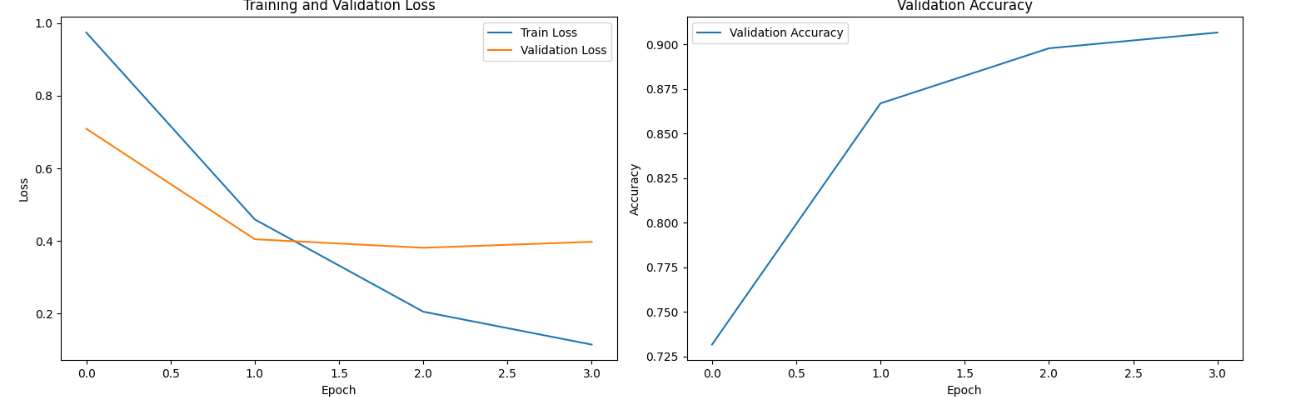 Training and Validation Loss
1.0
0.8
0.6
0.4
0.2
Loss
Train Loss
Validation Loss
0.0 0.5 1.0 1.5 2.0 2.5 3.0
Epoch
Validation Accuracy
0.900
0.875
0.850
0.825
0.800
0.775
0.750
0.725
Accuracy
Validation Accuracy
0.0 0.5 1.0 1.5 2.0 2.5 3.0
Epoch